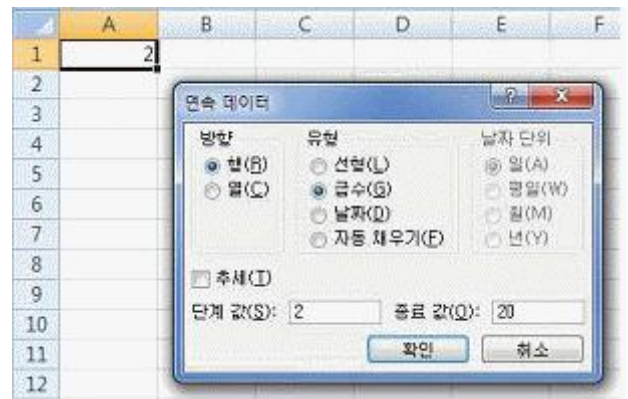 A B C D E F
1 2
2
3
4
5
6
7
8
9
10
11
12
연속 데이터
방향 유형 날짜 단위
행(R) 선형(L) 일(A)
열(C) 급수(G) 평일(W)
날짜(D) 월(M)
자동 채우기(F) 년(Y)
추세(T)
단계 값(S): 2 종료 값(O): 20
확인 취소